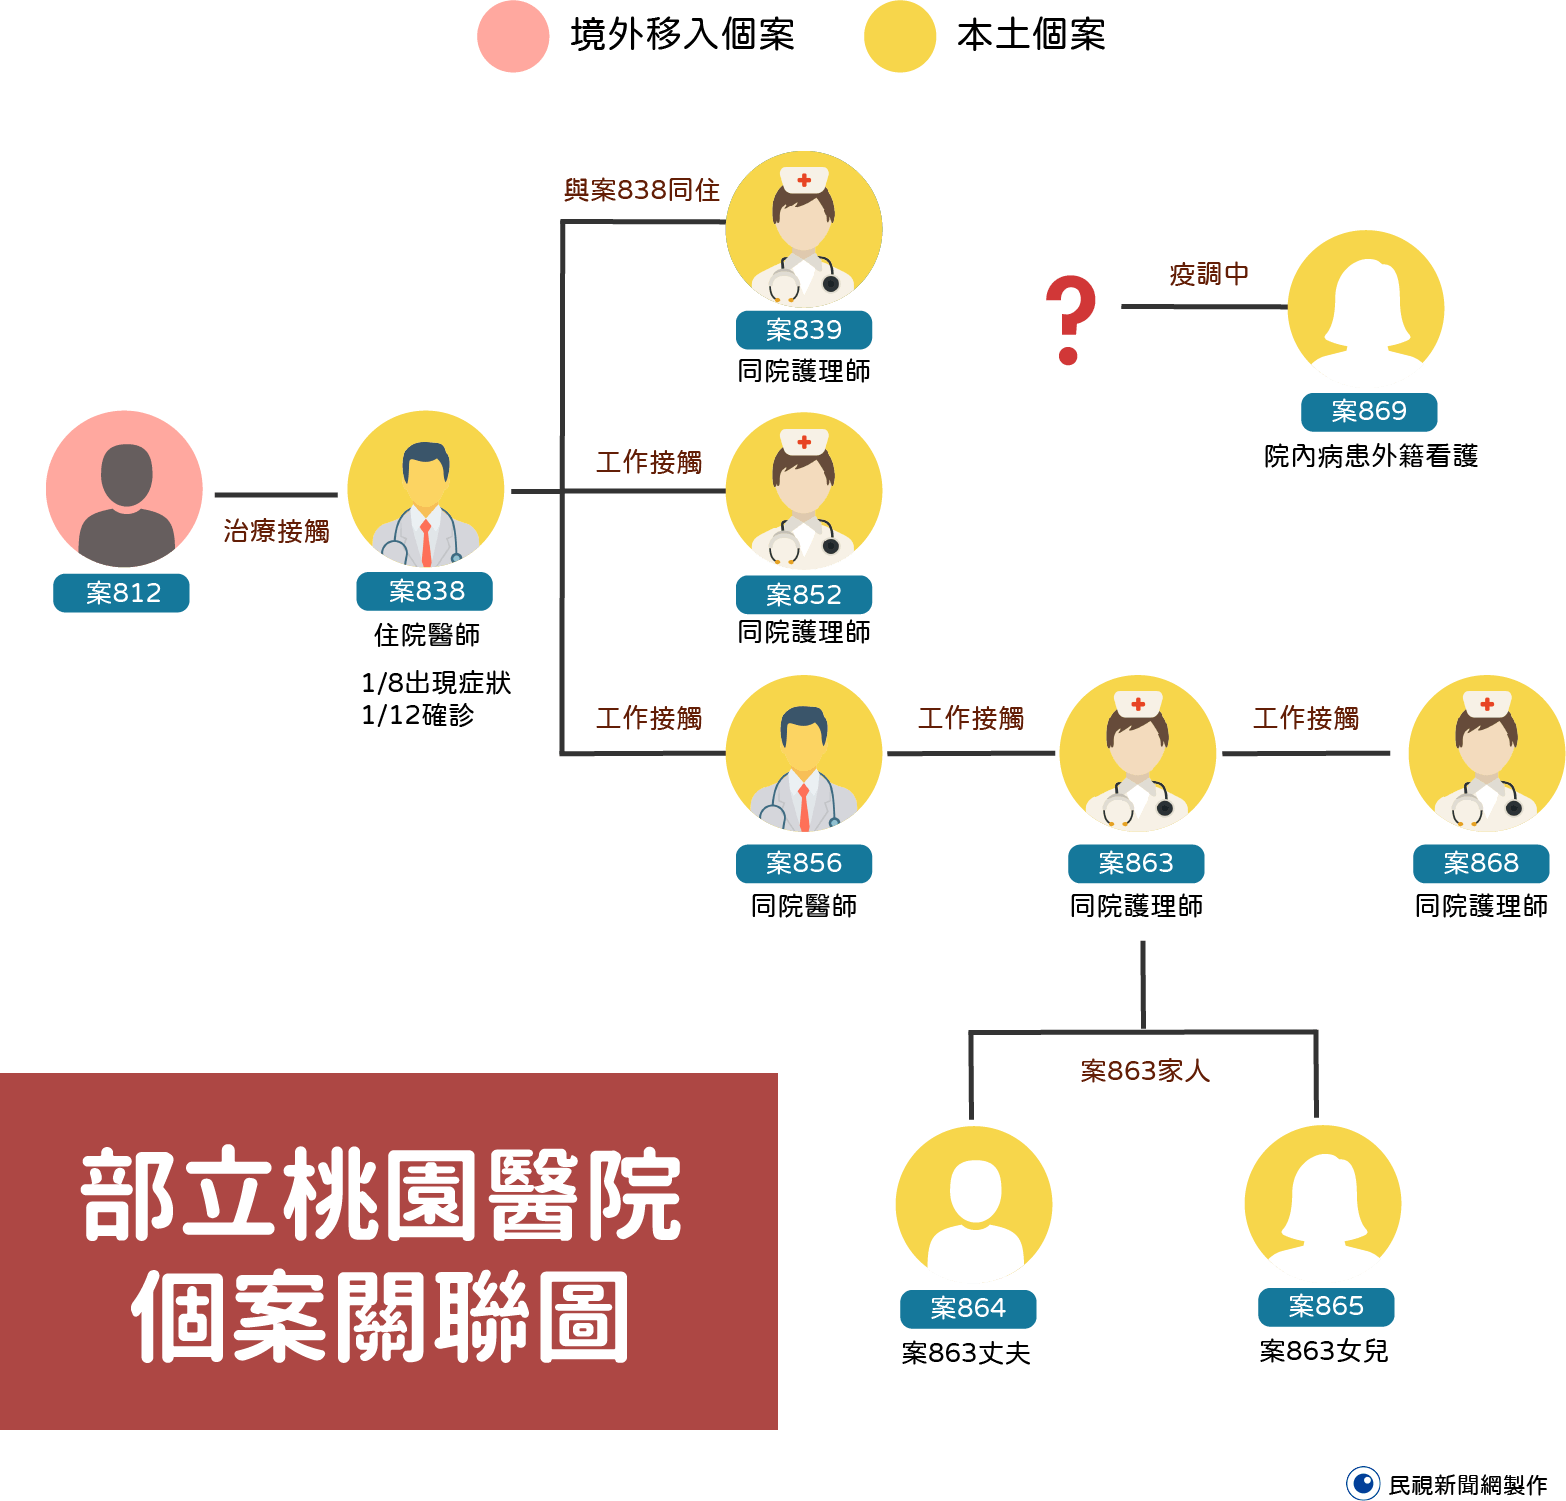 境外移入個案
本土個案
與案838同住
案839
同院護理師
疫調中
?
案869
院內病患外籍看護
治療接觸
案812
案838
住院醫師
1/8出現症狀
1/12確診
工作接觸
案852
同院護理師
工作接觸
案856
同院醫師
工作接觸
案863
同院護理師
工作接觸
案868
同院護理師
案863家人
案864
案863丈夫
案865
案863女兒
部立桃園醫院
個案關聯圖
民視新聞網製作